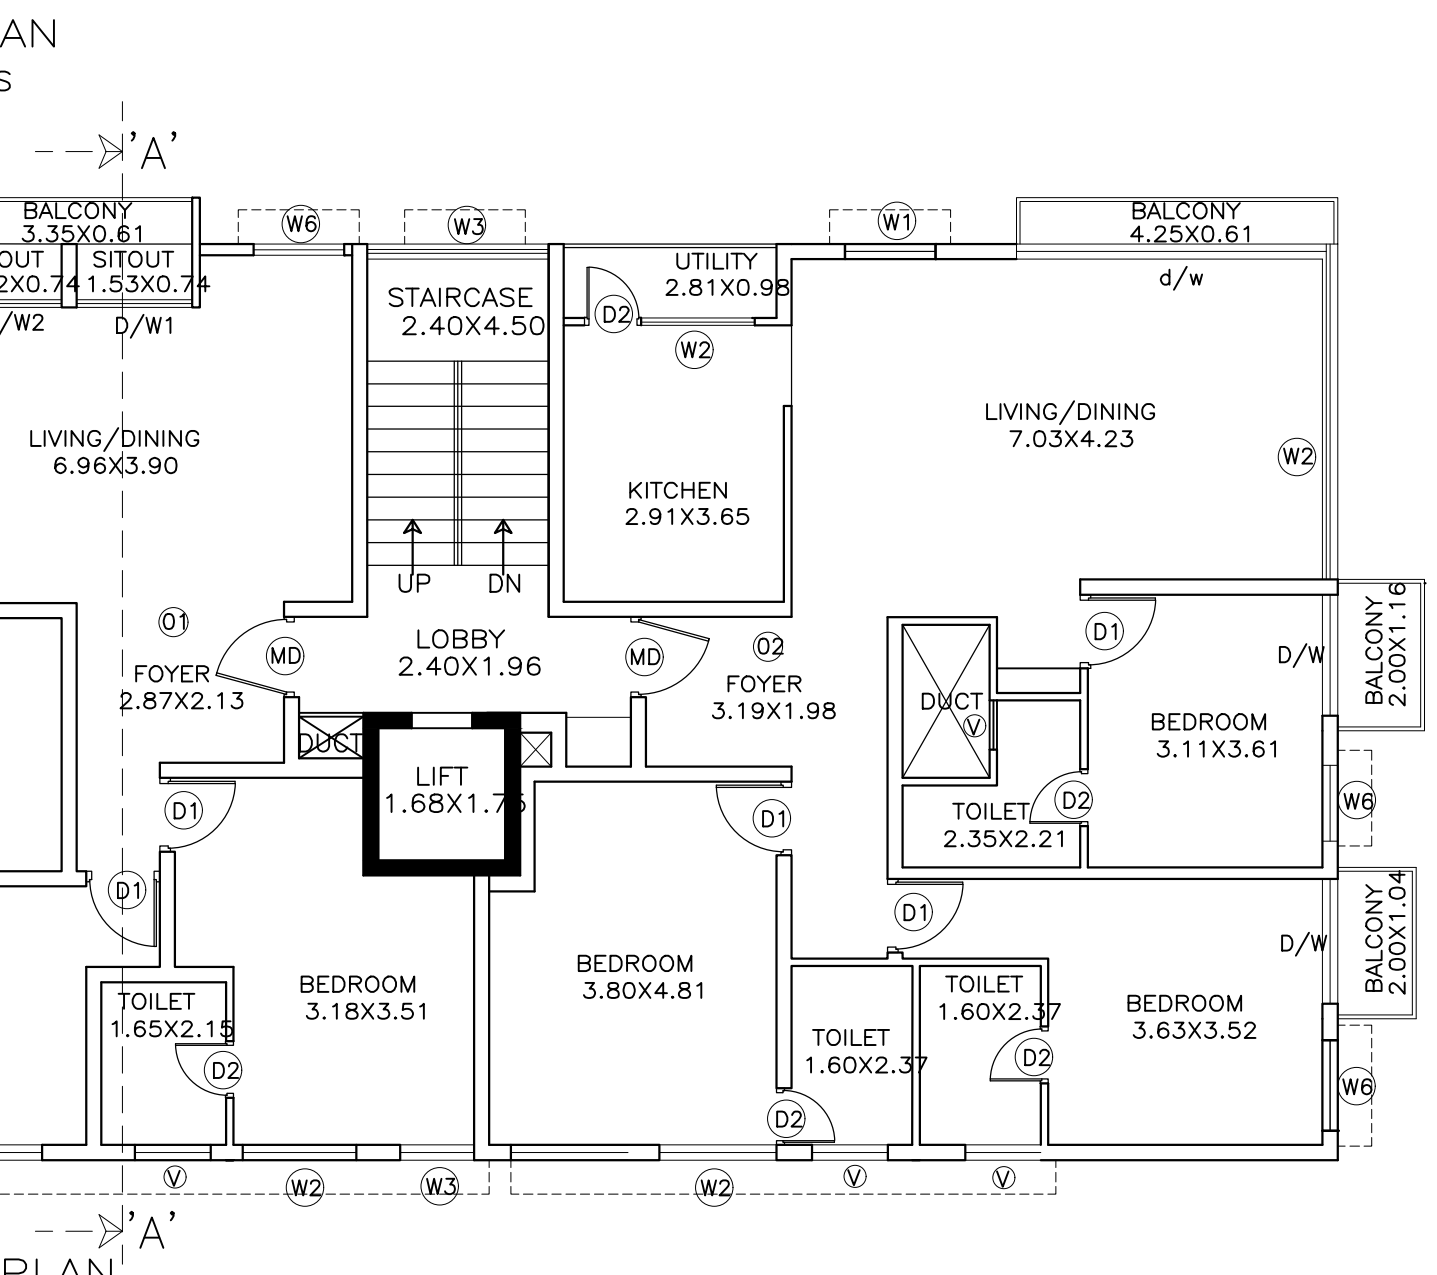 AN
S
'A'
BALCONY
3.35X0.61
W6
W3
W1
BALCONY
4.25X0.61
OUT
2X0.74
SITOUT
1.53X0.74
/W2
D/W1
STAIRCASE
2.40X4.50
UTILITY
2.81X0.98
D2
W2
d/w
LIVING/DINING
6.96X3.90
LIVING/DINING
7.03X4.23
W2
KITCHEN
2.91X3.65
UP
DN
01
MD
LOBBY
2.40X1.96
MD
02
D1
D/W
BALCONY
2.00X1.16
FOYER
2.87X2.13
FOYER
3.19X1.98
DUCT
V
BEDROOM
3.11X3.61
DUCT
LIFT
1.68X1.75
D1
D1
TOILET
2.35X2.21
D2
W6
D1
D1
D/W
BALCONY
2.00X1.04
BEDROOM
3.80X4.81
BEDROOM
3.18X3.51
TOILET
1.65X2.15
D2
TOILET
1.60X2.37
BEDROOM
3.63X3.52
TOILET
1.60X2.37
D2
W6
D2
V
W2
W3
W2
V
V
'A'
PLAN